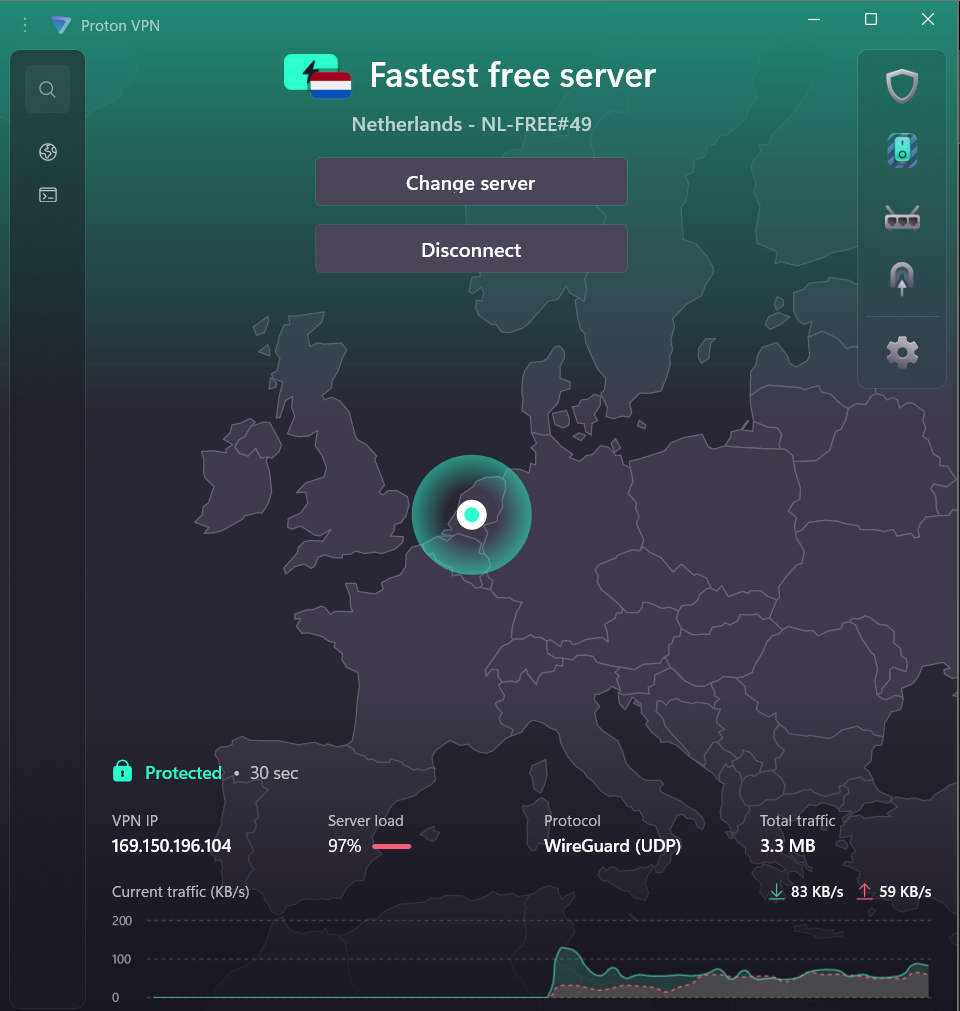 Proton VPN
Fastest free server
Netherlands - NL-FREE#49
Change server
Disconnect
Protected • 30 sec
VPN IP
169.150.196.104
Server load
97%
Protocol
WireGuard (UDP)
Total traffic
3.3 MB
Current traffic (KB/s)
83 KB/s
59 KB/s
200
100
0